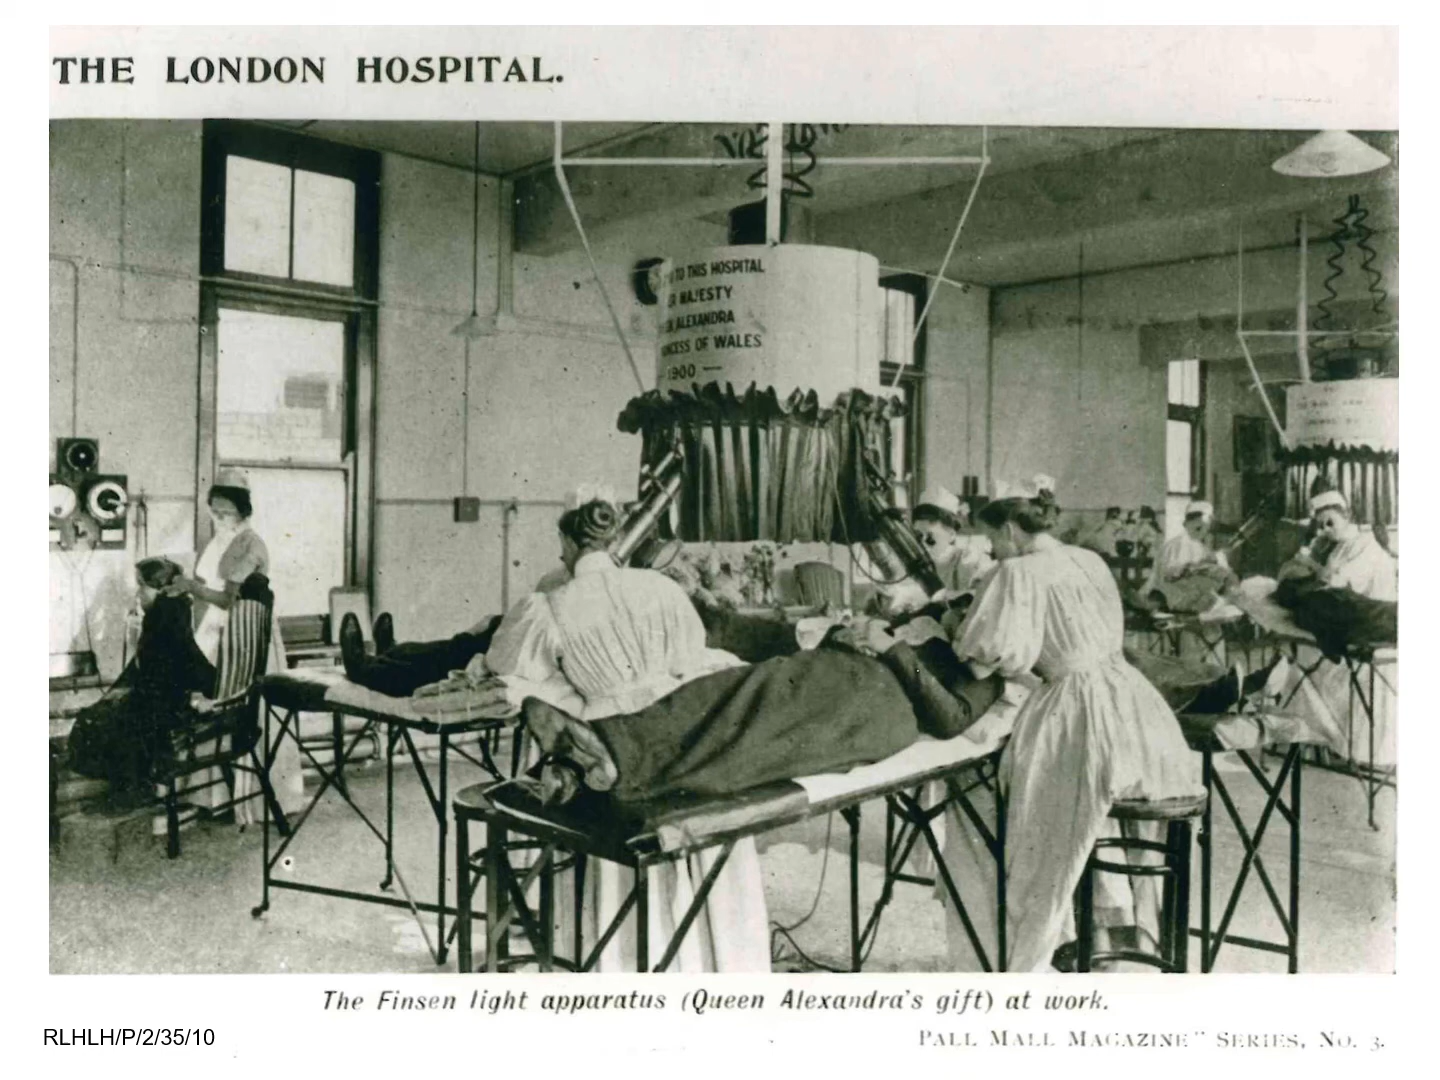 THE LONDON HOSPITAL.
TO THIS HOSPITAL
MAJESTY
ALEXANDRA
OF WALES
1900 —
The Finsen light apparatus (Queen Alexandra's gift) at work.
RLHLH/P/2/35/10
PALL MALL MAGAZINE" SERIES, No. 3.